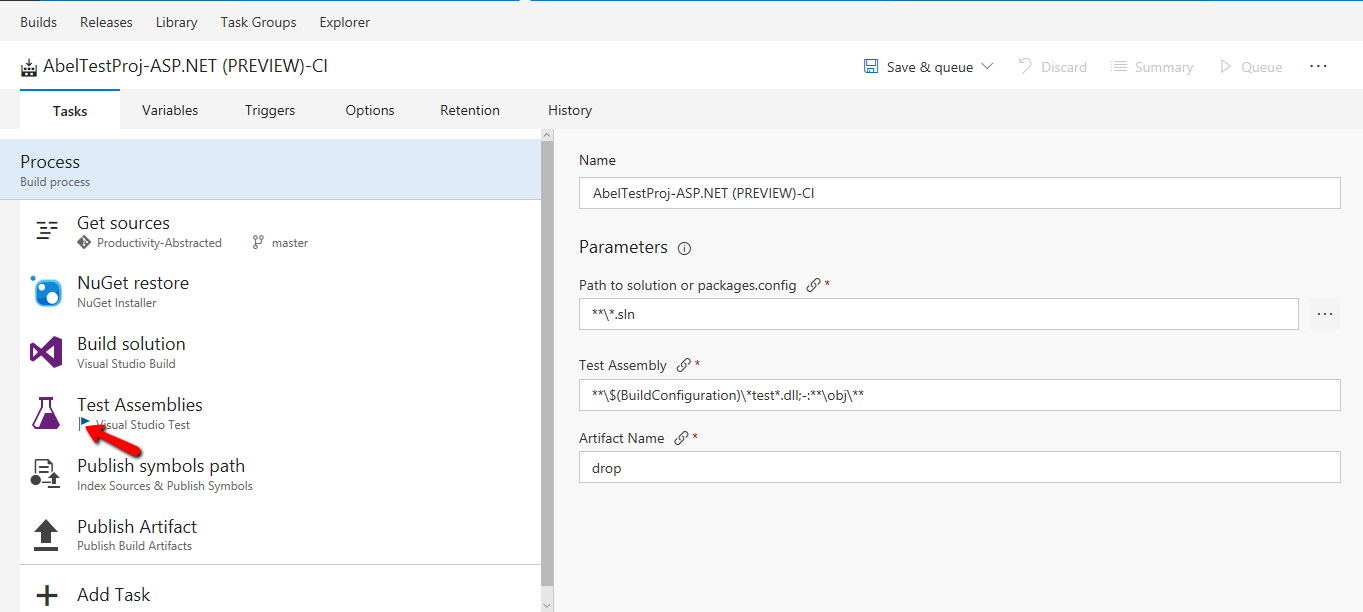 Builds Releases Library Task Groups Explorer
AbelTestProj-ASP.NET (PREVIEW)-CI
Save & queue Discard Summary Queue ...
Tasks Variables Triggers Options Retention History
Process
Build process
Get sources
Productivity-Abstracted master
NuGet restore
NuGet Installer
Build solution
Visual Studio Build
Test Assemblies
Visual Studio Test
Publish symbols path
Index Sources & Publish Symbols
Publish Artifact
Publish Build Artifacts
Add Task
Name
AbelTestProj-ASP.NET (PREVIEW)-CI
Parameters
Path to solution or packages.config *
**\*.sln ...
Test Assembly *
**\$(BuildConfiguration)\*test*.dll;-:**\obj\**
Artifact Name *
drop